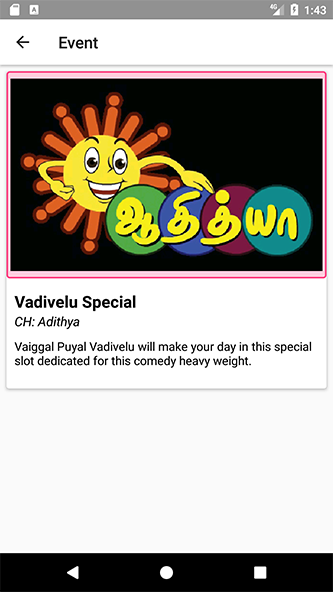 4G 1:43
Event
ஆதித்யா
Vadivelu Special
CH: Adithya
Vaiggal Puyal Vadivelu will make your day in this special
slot dedicated for this comedy heavy weight.